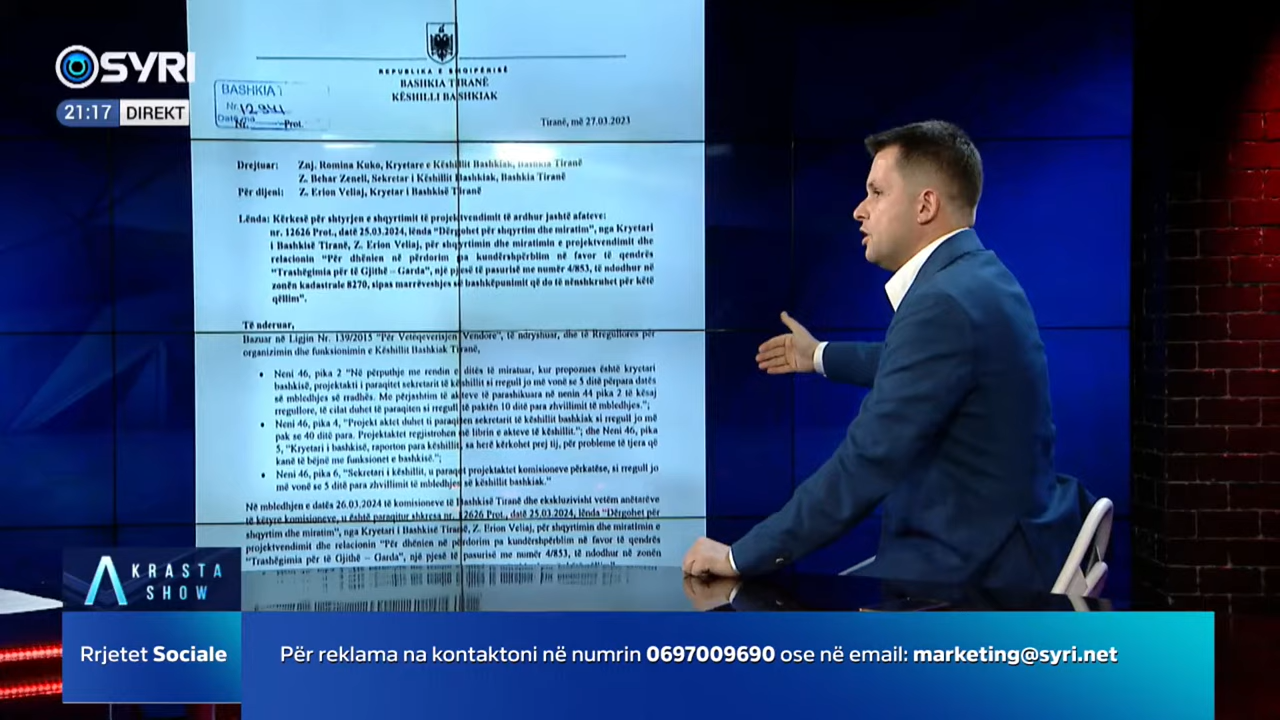 SYRI
21:17 DIREKT
REPUBLIKA E SHQIPËRISË
BASHKIA TIRANË
KËSHILLI BASHKIAK
BASHKIA T
Nr. 12941
Nr. Prot.
Tiranë, më 27.03.2023
Drejtuar: Znj. Romina Kuko, Kryetare e Këshillit Bashkiak, Bashkia Tiranë
Z. Behar Zeneli, Sekretar i Këshillit Bashkiak, Bashkia Tiranë
Për dijeni: Z. Erion Veliaj, Kryetar i Bashkisë Tiranë
Lënda: Kërkesë për shtyrjen e shqyrtimit të projektvendimit të ardhur jashtë afateve:
nr. 12626 Prot., datë 25.03.2024, lënda “Dërgohet për shqyrtim dhe miratim”, nga Kryetari
i Bashkisë Tiranë, Z. Erion Veliaj, për shqyrtimin dhe miratimin e projektvendimit dhe
relacionin “Për dhënien në përdorim pa kundërshpërblim në favor të qendrës
“Trashëgimia për të Gjithë – Garda”, një pjesë të pasurisë me numër 4/853, të ndodhur në
zonën kadastrale 8270, sipas marrëveshjes së bashkëpunimit që do të nënshkruhet për këtë
qëllim”.
Të nderuar,
Bazuar në Ligjin Nr. 139/2015 “Për Vetëqeverisjen Vendore”, të ndryshuar, dhe të Rregullores për
organizimin dhe funksionimin e Këshillit Bashkiak Tiranë,
• Neni 46, pika 2 “Në përputhje me rendin e ditës të miratuar, kur propozues është kryetari
bashkisë, projektakti i paraqitet sekretarit të këshillit si rregull jo më vonë se 5 ditë përpara datës
së mbledhjes së rradhës. Me përjashtim të akteve të parashikuara në nenin 44 pika 2 të kësaj
rregullore, të cilat duhet të paraqiten si rregull të paktën 10 ditë para zhvillimit të mbledhjes.”;
• Neni 46, pika 4, “Projekt aktet duhet ti paraqiten sekretarit të këshillit bashkiak si rregull jo më
pak se 40 ditë para. Projektaktet regjistrohen në librin e akteve të këshillit.”; dhe Neni 46, pika
5, “Kryetari i bashkisë, raporton para këshillit, sa herë kërkohet prej tij, për probleme të tjera që
kanë të bëjnë me funksionet e bashkisë.”;
• Neni 46, pika 6, “Sekretari i këshillit, u paraqet projektaktet komisioneve përkatëse, si rregull jo
më vonë se 5 ditë para zhvillimit të mbledhjes së këshillit bashkiak.”
Në mbledhjen e datës 26.03.2024 të komisioneve të Bashkisë Tiranë dhe ekskluzivisht vetëm anëtarëve
të këtyre komisioneve, u është paraqitur shkresa nr. 12626 Prot., datë 25.03.2024, lënda “Dërgohet për
shqyrtim dhe miratim”, nga Kryetari i Bashkisë Tiranë, Z. Erion Veliaj, për shqyrtimin dhe miratimin e
projektvendimit dhe relacionin “Për dhënien në përdorim pa kundërshpërblim në favor të qendrës
“Trashëgimia për të Gjithë – Garda”, një pjesë të pasurisë me numër 4/853, të ndodhur në zonën
KRASTA
SHOW
Rrjetet Sociale
Për reklama na kontaktoni në numrin 0697009690 ose në email: marketing@syri.net